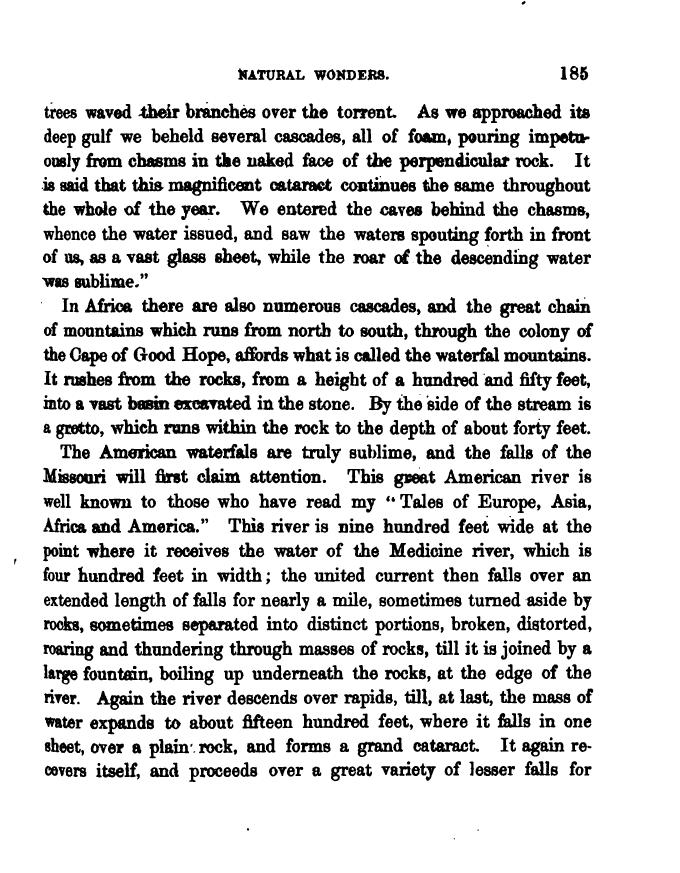 NATURAL WONDERS. 185
trees waved their branches over the torrent. As we approached its
deep gulf we beheld several cascades, all of foam, pouring impetu-
ously from chasms in the naked face of the perpendicular rock. It
is said that this magnificent cataract continues the same throughout
the whole of the year. We entered the caves behind the chasms,
whence the water issued, and saw the waters spouting forth in front
of us, as a vast glass sheet, while the roar of the descending water
was sublime."
In Africa there are also numerous cascades, and the great chain
of mountains which runs from north to south, through the colony of
the Cape of Good Hope, affords what is called the waterfal mountains.
It rushes from the rocks, from a height of a hundred and fifty feet,
into a vast basin excavated in the stone. By the side of the stream is
a grotto, which runs within the rock to the depth of about forty feet.
The American waterfals are truly sublime, and the falls of the
Missouri will first claim attention. This great American river is
well known to those who have read my "Tales of Europe, Asia,
Africa and America." This river is nine hundred feet wide at the
point where it receives the water of the Medicine river, which is
four hundred feet in width; the united current then falls over an
extended length of falls for nearly a mile, sometimes turned aside by
rocks, sometimes separated into distinct portions, broken, distorted,
roaring and thundering through masses of rocks, till it is joined by a
large fountain, boiling up underneath the rocks, at the edge of the
river. Again the river descends over rapids, till, at last, the mass of
water expands to about fifteen hundred feet, where it falls in one
sheet, over a plain rock, and forms a grand cataract. It again re-
covers itself, and proceeds over a great variety of lesser falls for